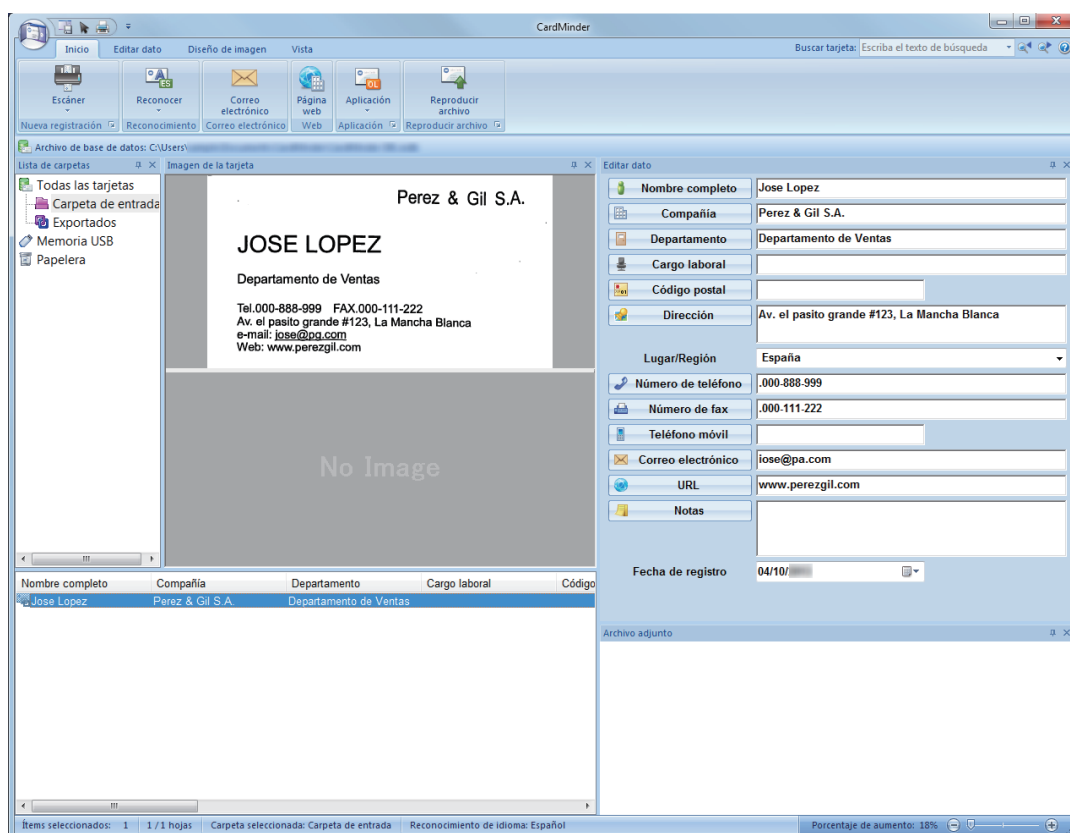 CardMinder
Inicio Editar dato Diseño de imagen Vista
Buscar tarjeta: Escriba el texto de búsqueda
Escáner Reconocer Correo electrónico Página web Aplicación Reproducir archivo
Nueva registración Reconocimiento Correo electrónico Web Aplicación Reproducir archivo
Archivo de base de datos: C:\Users\
Lista de carpetas
Todas las tarjetas
Carpeta de entrada
Exportados
Memoria USB
Papelera
Imagen de la tarjeta
Perez & Gil S.A.
JOSE LOPEZ
Departamento de Ventas
Tel.000-888-999 FAX.000-111-222
Av. el pasito grande #123, La Mancha Blanca
e-mail: jose@pg.com
Web: www.perezgil.com
No Image
Editar dato
Nombre completo Jose Lopez
Compañía Perez & Gil S.A.
Departamento Departamento de Ventas
Cargo laboral
Código postal
Dirección Av. el pasito grande #123, La Mancha Blanca
Lugar/Región España
Número de teléfono .000-888-999
Número de fax .000-111-222
Teléfono móvil
Correo electrónico iose@pa.com
URL www.perezgil.com
Notas
Fecha de registro 04/10/
Nombre completo Compañía Departamento Cargo laboral Código
Jose Lopez Perez & Gil S.A. Departamento de Ventas
Archivo adjunto
Ítems seleccionados: 1 1 / 1 hojas Carpeta seleccionada: Carpeta de entrada Reconocimiento de idioma: Español
Porcentaje de aumento: 18%